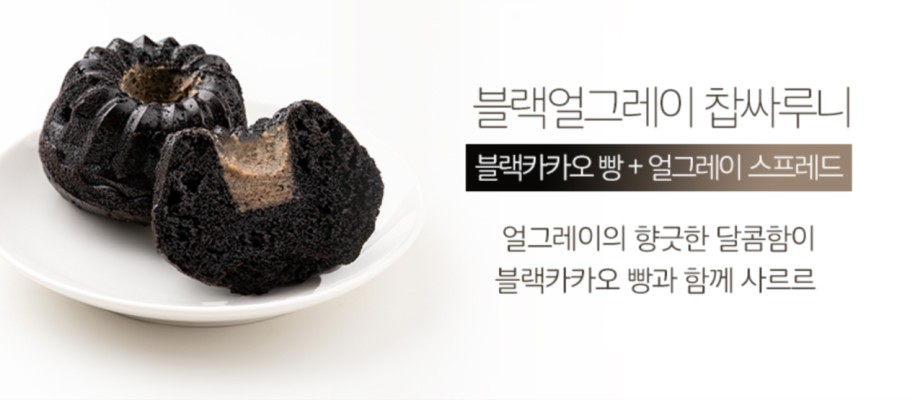 블랙얼그레이 찹싸루니
블랙카카오 빵 + 얼그레이 스프레드
얼그레이의 향긋한 달콤함이
블랙카카오 빵과 함께 사르르